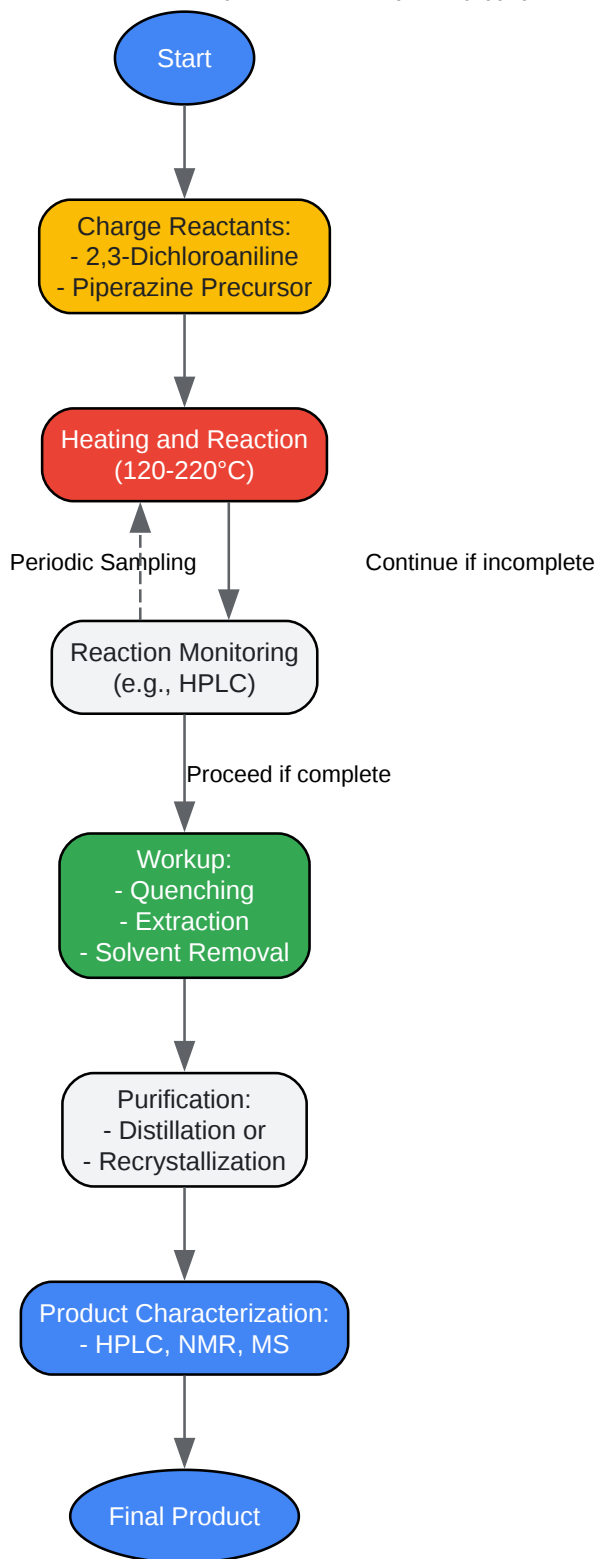 Start
Charge Reactants:
- 2,3-Dichloroaniline
- Piperazine Precursor
Heating and Reaction
(120-220°C)
Periodic Sampling
Continue if incomplete
Reaction Monitoring
(e.g., HPLC)
Proceed if complete
Workup:
- Quenching
- Extraction
- Solvent Removal
Purification:
- Distillation or
- Recrystallization
Product Characterization:
- HPLC, NMR, MS
Final Product